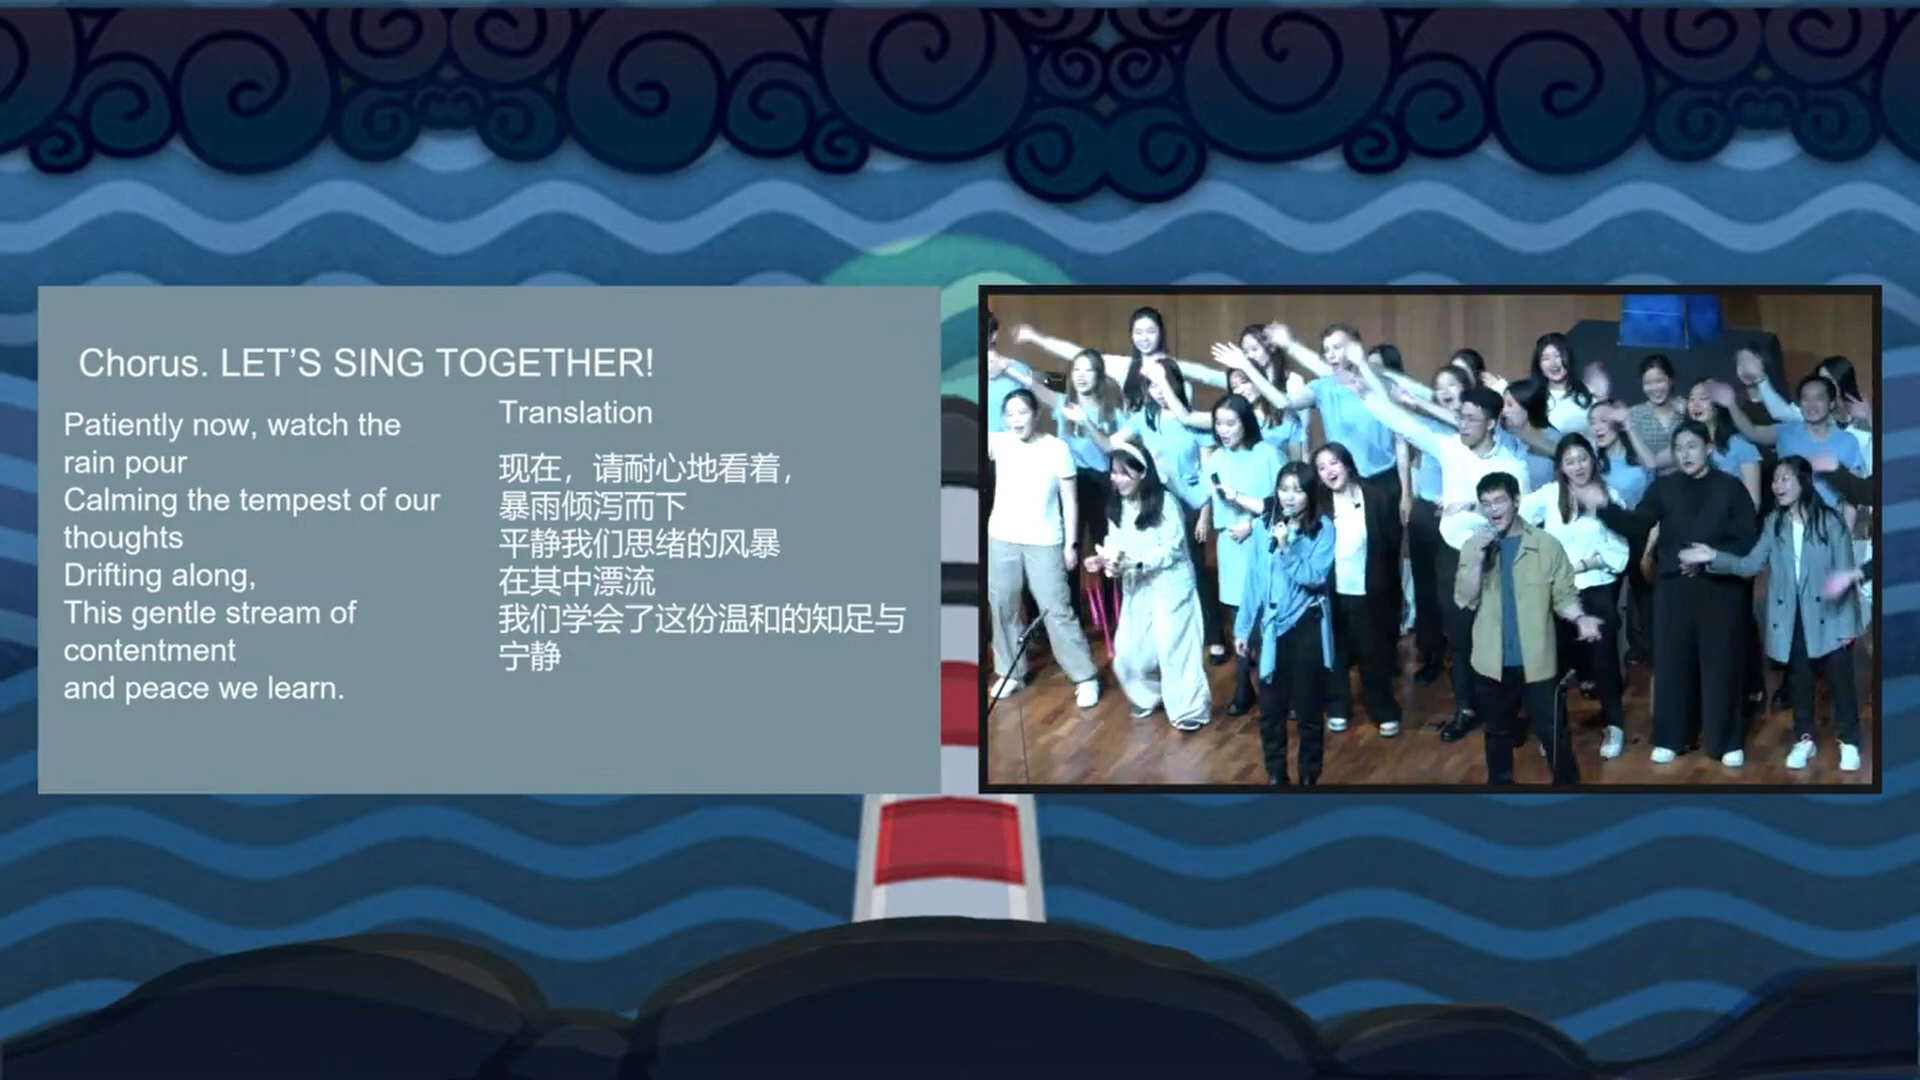 Chorus. LET’S SING TOGETHER!
Patiently now, watch the
rain pour
Calming the tempest of our
thoughts
Drifting along,
This gentle stream of
contentment
and peace we learn.
Translation
现在，请耐心地看着，
暴雨倾泻而下
平静我们思绪的风暴
在其中漂流
我们学会了这份温和的知足与
宁静